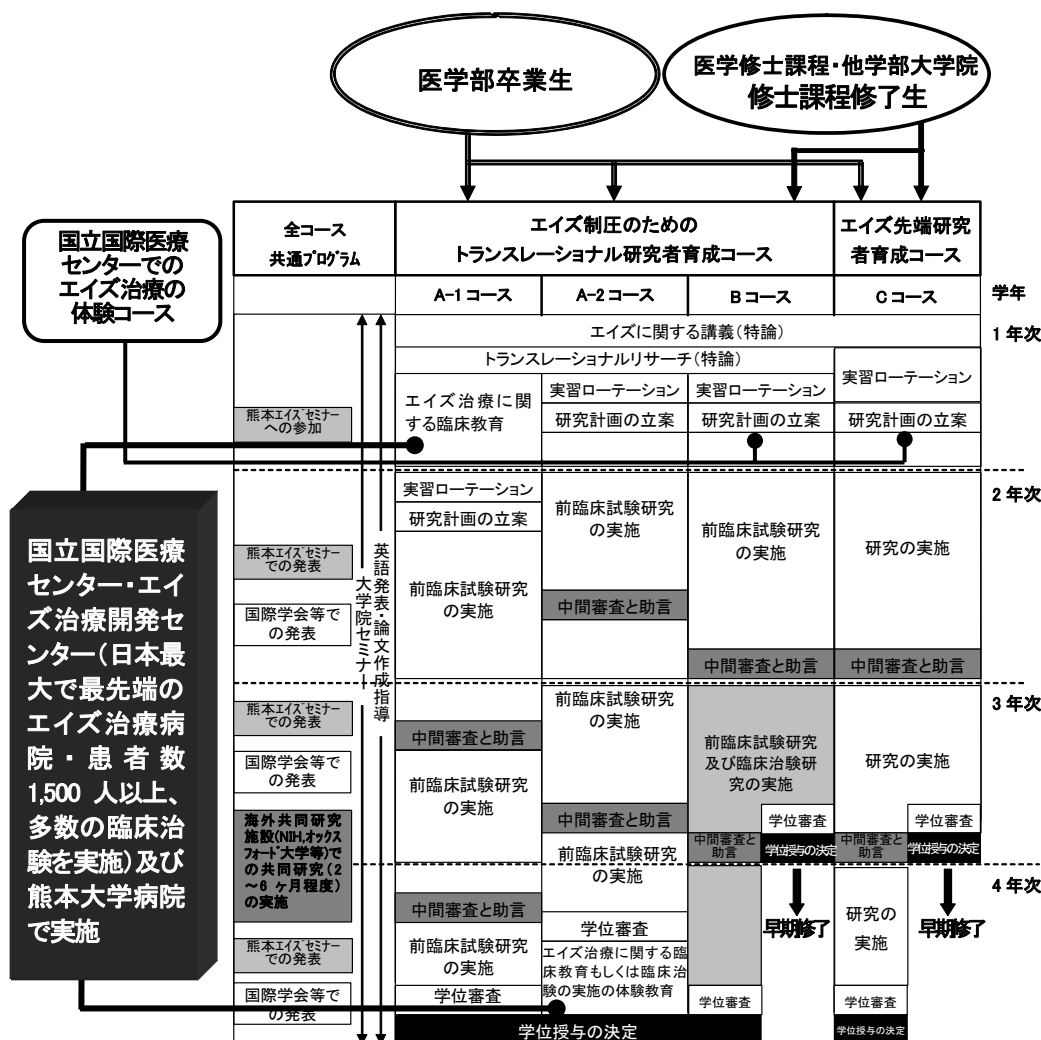 医学部卒業生
医学修士課程・他学部大学院
修士課程修了生
国立国際医療
センターでの
エイズ治療の
体験コース
全コース
共通プログラム
エイズ制圧のための
トランスレーショナル研究者育成コース
エイズ先端研究
者育成コース
A-1 コース
A-2 コース
B コース
C コース
学年
エイズに関する講義(特論)
1 年次
トランスレーショナルリサーチ(特論)
エイズ治療に関
する臨床教育
実習ローテーション
研究計画の立案
実習ローテーション
研究計画の立案
実習ローテーション
研究計画の立案
熊本エイズセミナー
への参加
英語発表・論文作成指導
大学院セミナー
2 年次
実習ローテーション
研究計画の立案
前臨床試験研究
の実施
前臨床試験研究
の実施
中間審査と助言
前臨床試験研究
の実施
中間審査と助言
研究の実施
中間審査と助言
熊本エイズセミナー
での発表
国際学会等で
の発表
国立国際医療
センター・エイ
ズ治療開発セ
ンター(日本最
大で最先端の
エイズ治療病
院・患者数
1,500 人以上、
多数の臨床治
験を実施)及び
熊本大学病院
で実施
3 年次
熊本エイズセミナー
での発表
国際学会等で
の発表
海外共同研究
施設(NIH,オックス
フォード大学等)で
の共同研究(2
～6 ヶ月程度)
の実施
中間審査と助言
前臨床試験研究
の実施
前臨床試験研究
の実施
中間審査と助言
前臨床試験研究
の実施
前臨床試験研究
及び臨床治験研
究の実施
中間審査と
助言
学位審査
学位授与の決定
早期修了
研究の実施
中間審査と
助言
学位審査
学位授与の決定
早期修了
4 年次
中間審査と助言
前臨床試験研究
の実施
学位審査
学位審査
エイズ治療に関する臨
床教育もしくは臨床治
験の実施の体験教育
学位審査
研究の
実施
学位審査
学位授与の決定
熊本エイズセミナー
での発表
国際学会等で
の発表
学位授与の決定